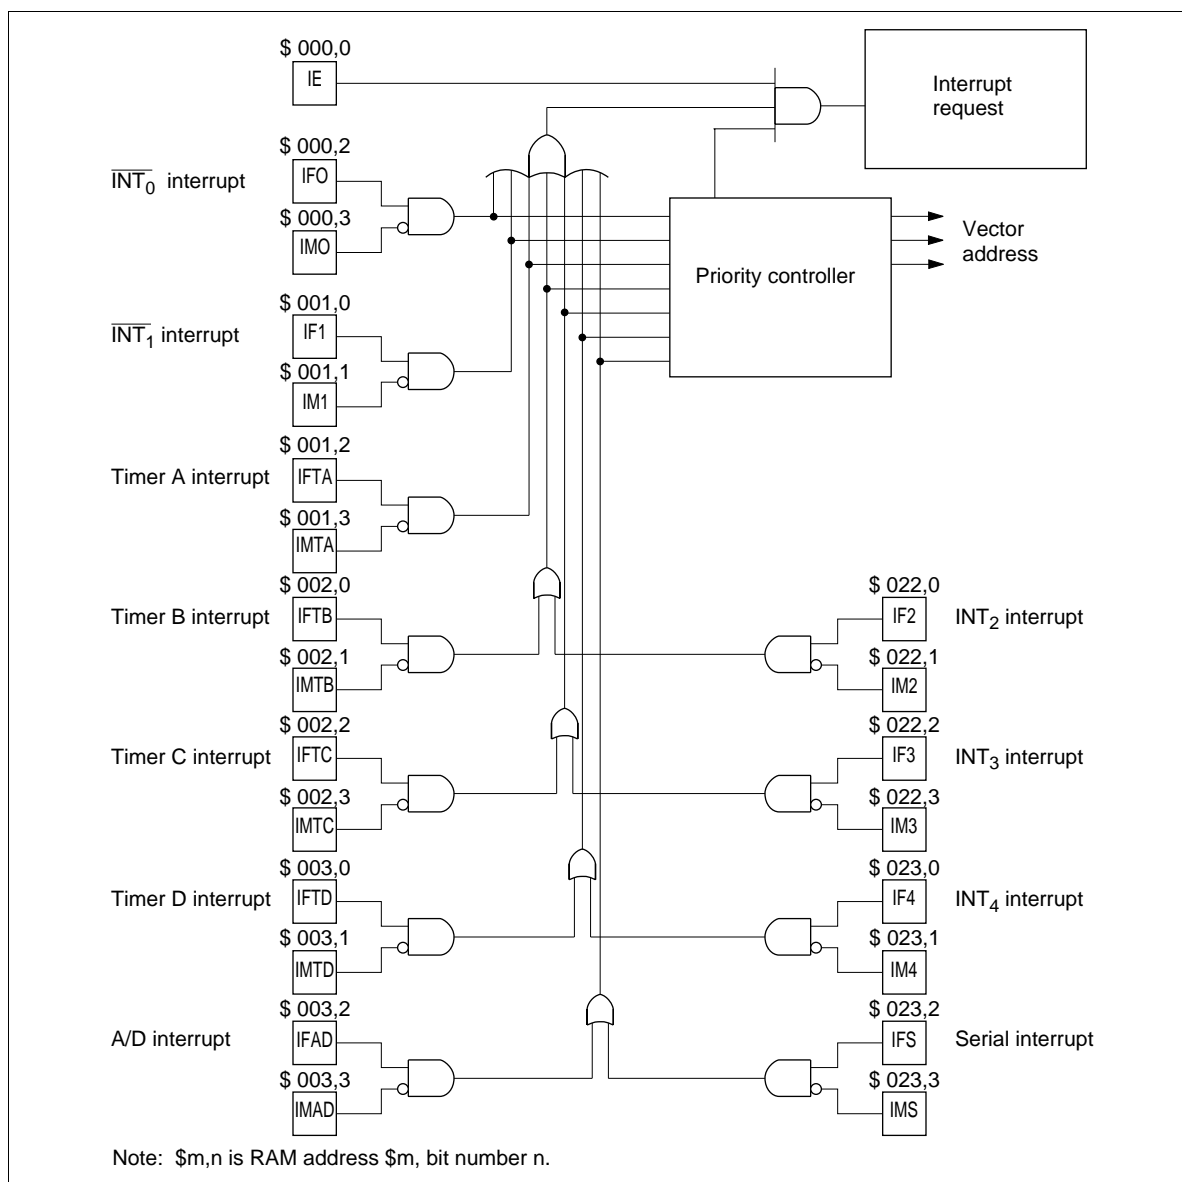 $ 000,0
IE
Interrupt
request
$ 000,2
INT0 interrupt
IFO
$ 000,3
IMO
Vector
address
Priority controller
$ 001,0
INT1 interrupt
IF1
$ 001,1
IM1
$ 001,2
Timer A interrupt
IFTA
$ 001,3
IMTA
$ 002,0
Timer B interrupt
IFTB
$ 002,1
IMTB
$ 022,0
IF2
INT2 interrupt
$ 022,1
IM2
$ 002,2
Timer C interrupt
IFTC
$ 002,3
IMTC
$ 022,2
IF3
INT3 interrupt
$ 022,3
IM3
$ 003,0
Timer D interrupt
IFTD
$ 003,1
IMTD
$ 023,0
IF4
INT4 interrupt
$ 023,1
IM4
$ 003,2
A/D interrupt
IFAD
$ 003,3
IMAD
$ 023,2
IFS
Serial interrupt
$ 023,3
IMS
Note: $m,n is RAM address $m, bit number n.